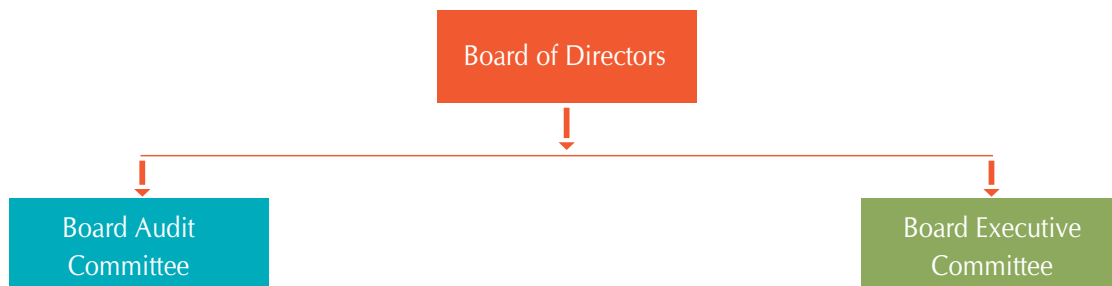 Board of Directors
Board Audit
Committee
Board Executive
Committee